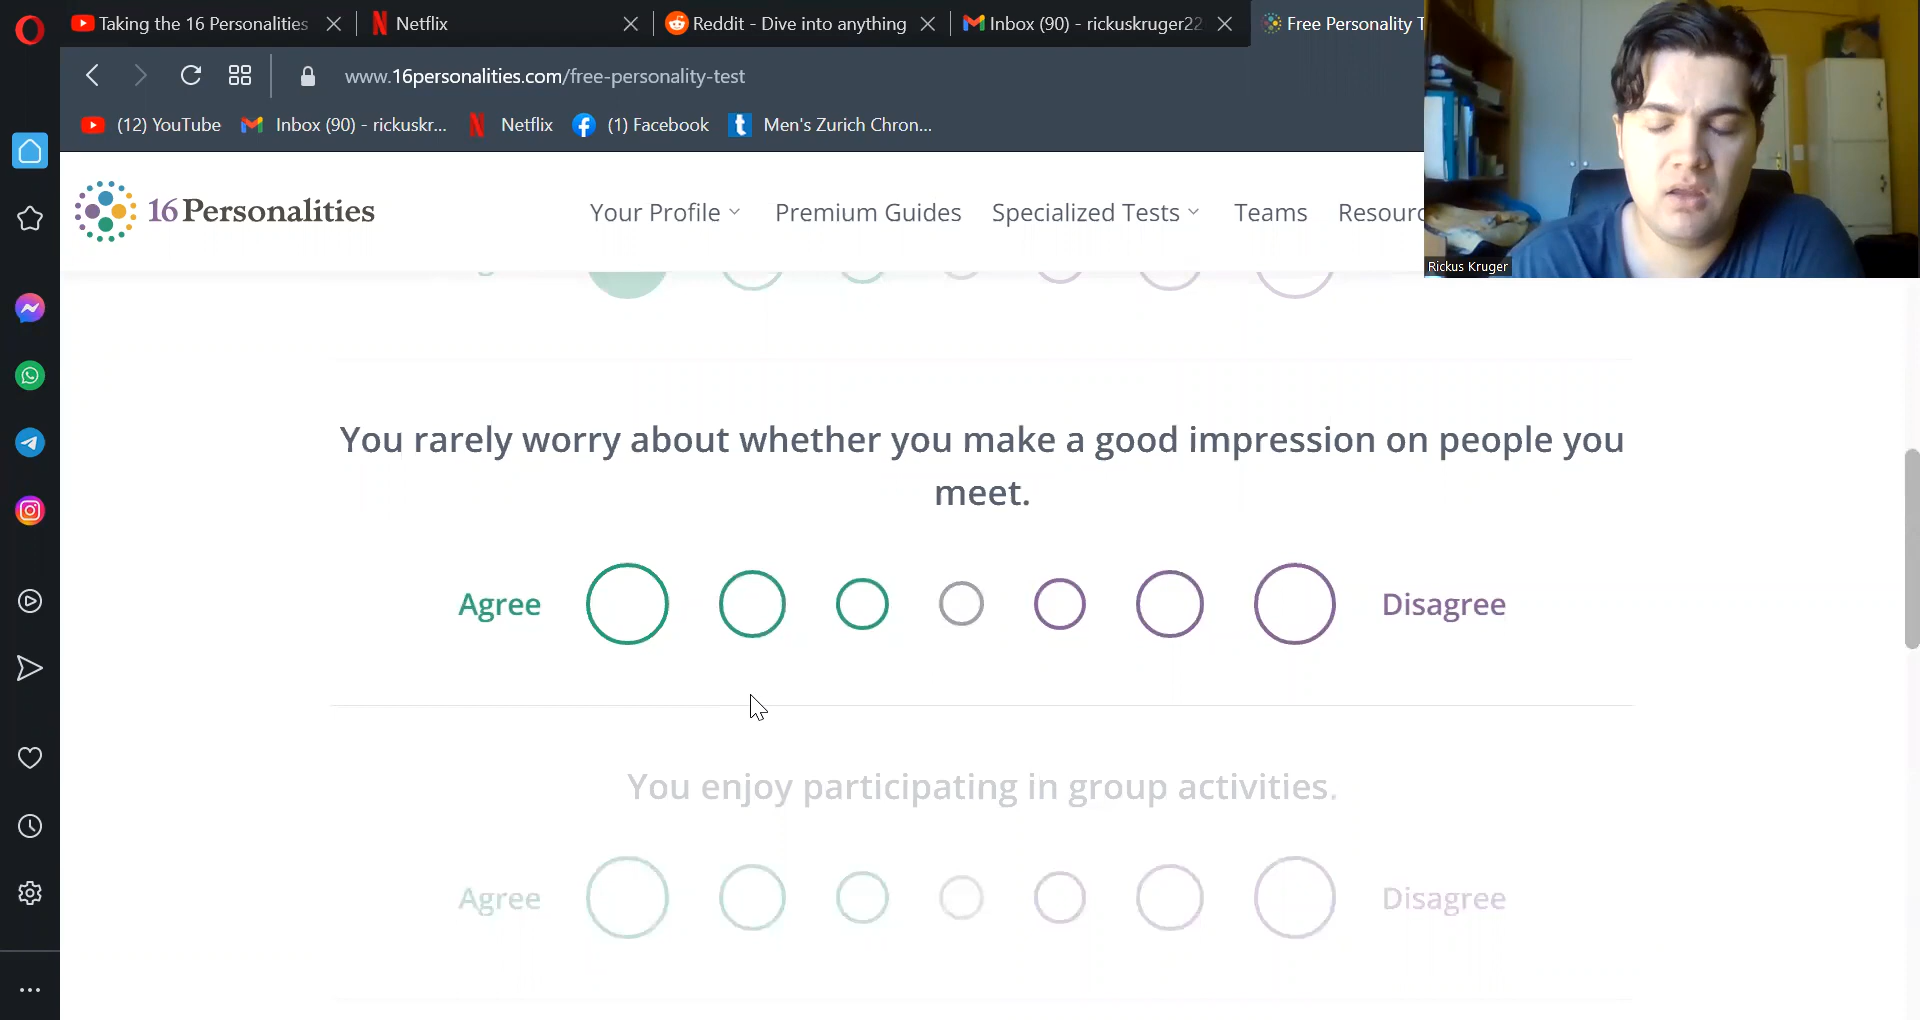 Taking the 16 Personalities
Netflix
Reddit - Dive into anything
Inbox (90) - rickuskruger22
Free Personality T
www.16personalities.com/free-personality-test
(12) YouTube
Inbox (90) - rickuskr...
Netflix
(1) Facebook
Men's Zurich Chron...
16Personalities
Your Profile
Premium Guides
Specialized Tests
Teams
Resourc
Rickus Kruger
You rarely worry about whether you make a good impression on people you
meet.
Agree
Disagree
You enjoy participating in group activities.
Agree
Disagree